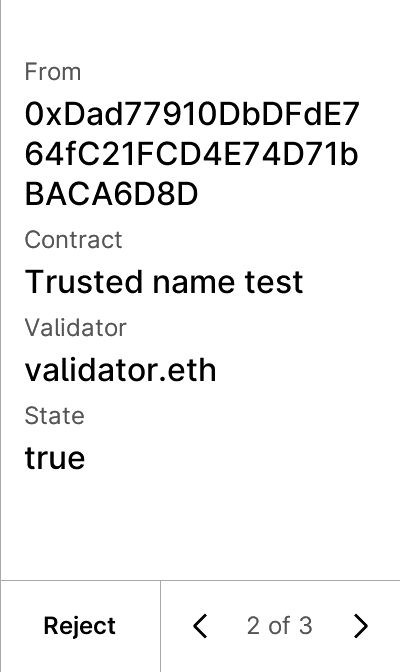 From
0xDad77910DbDFdE7
64fC21FCD4E74D71b
BACA6D8D
Contract
Trusted name test
Validator
validator.eth
State
true
Reject
2 of 3